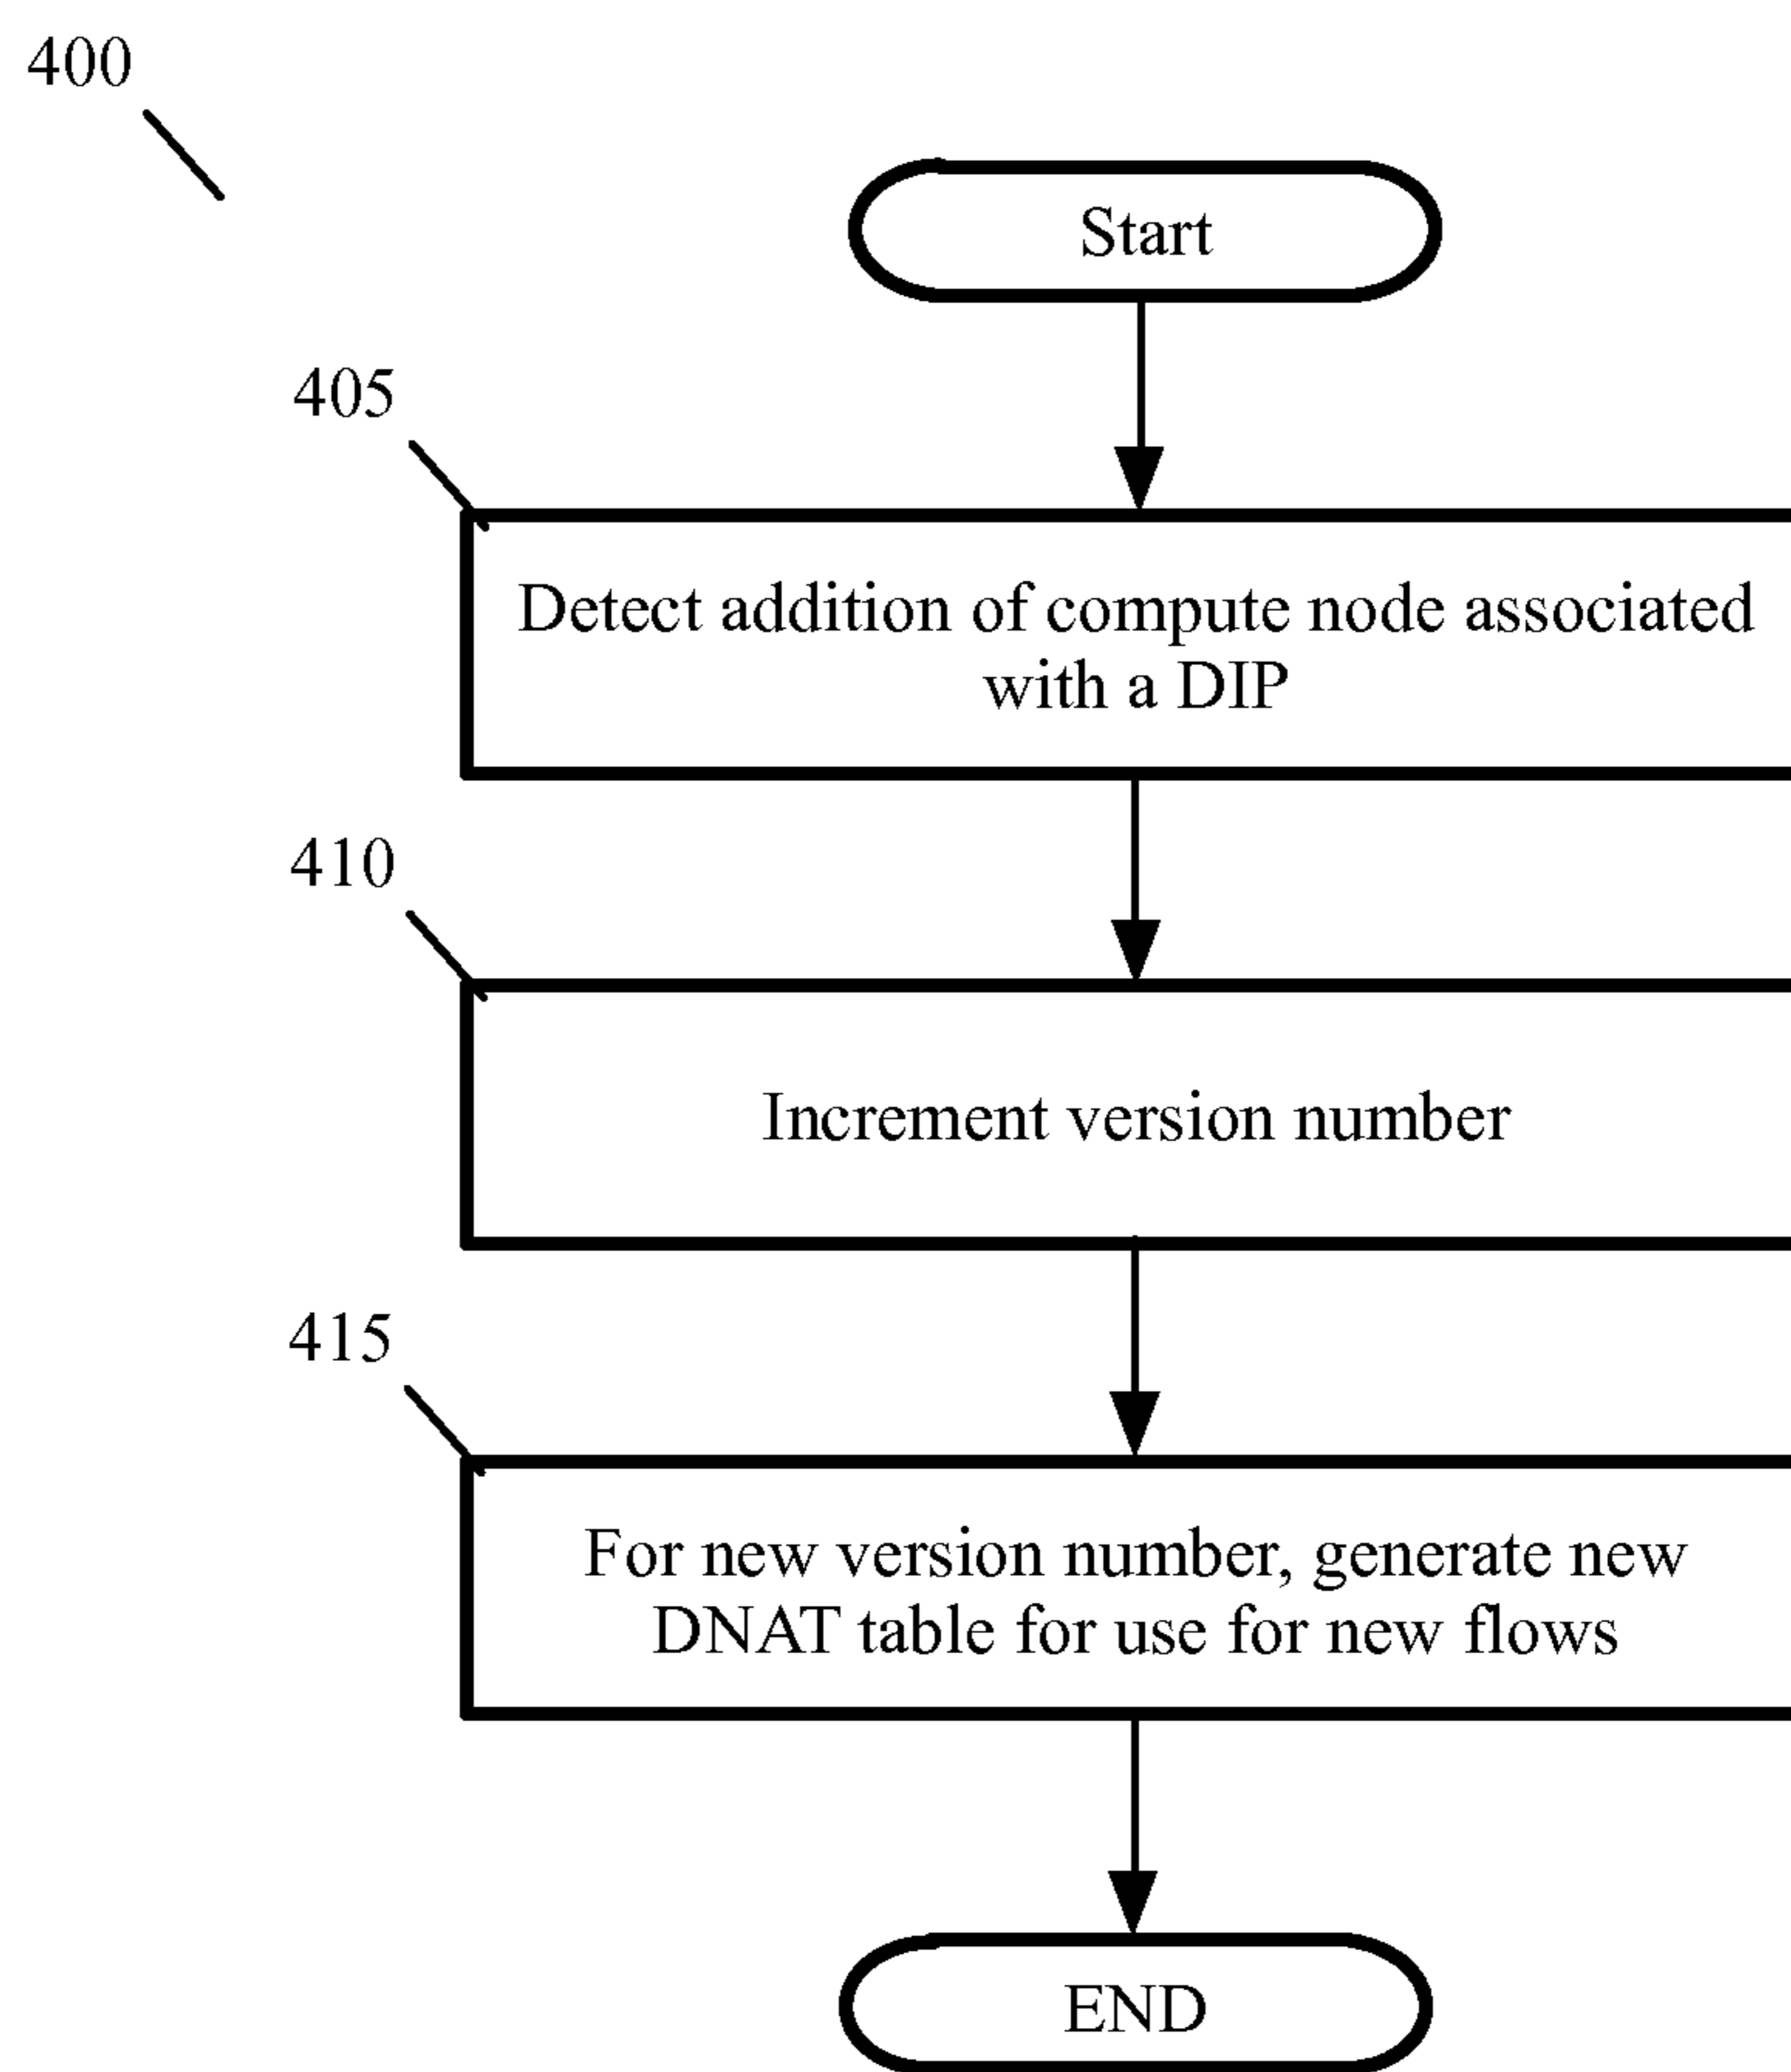 400
Start
405
Detect addition of compute node associated
with a DIP
410
Increment version number
415
For new version number, generate new
DNAT table for use for new flows
END